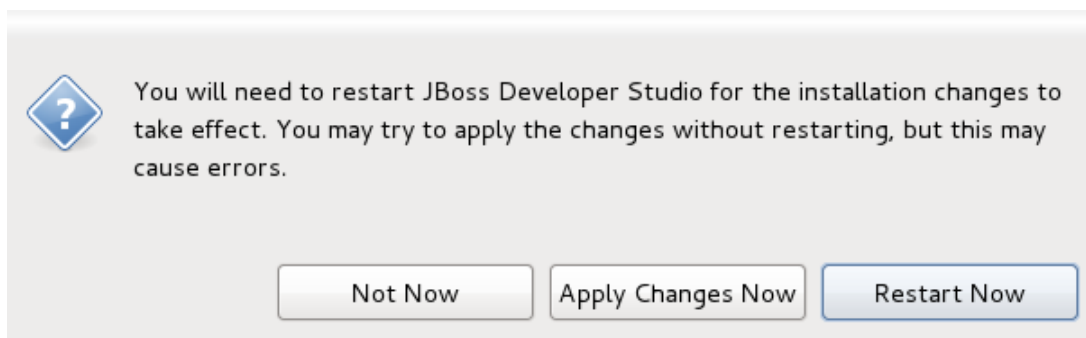 ?
You will need to restart JBoss Developer Studio for the installation changes to
take effect. You may try to apply the changes without restarting, but this may
cause errors.
Not Now
Apply Changes Now
Restart Now